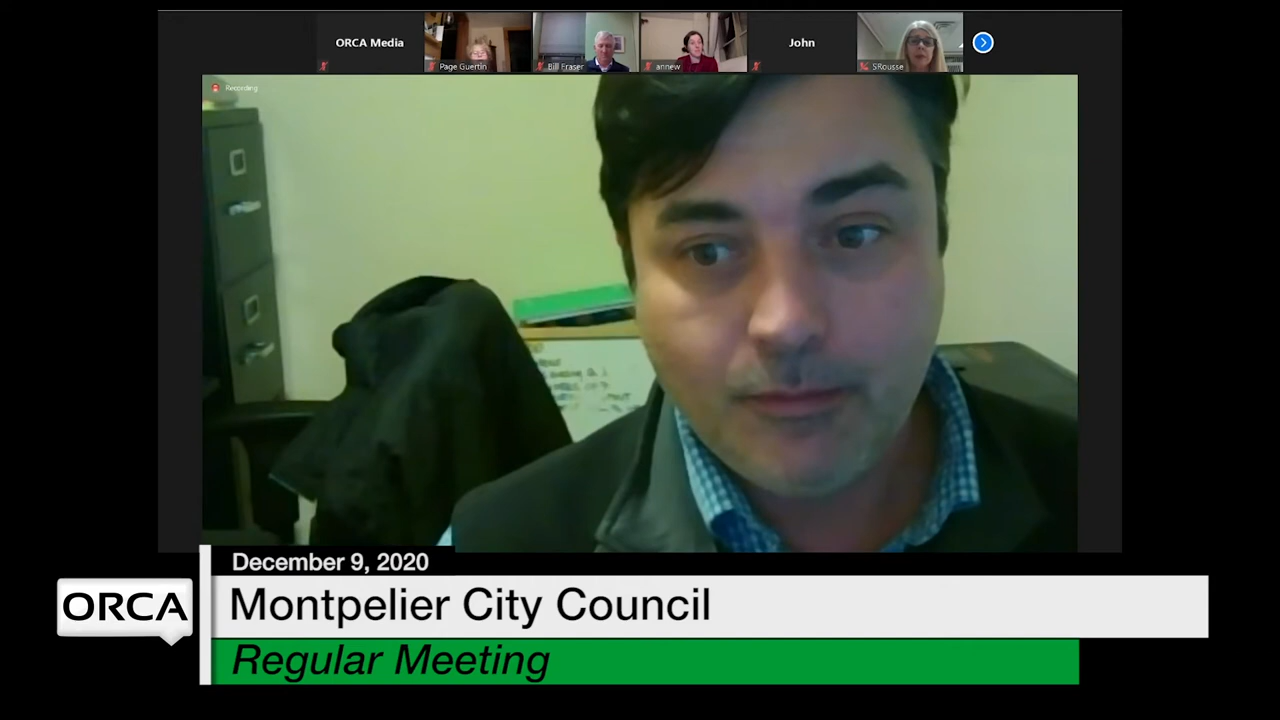 ORCA Media
Page Guertin
Bill Fraser
annew
John
SRousse
Recording
December 9, 2020
ORCA
Montpelier City Council
Regular Meeting